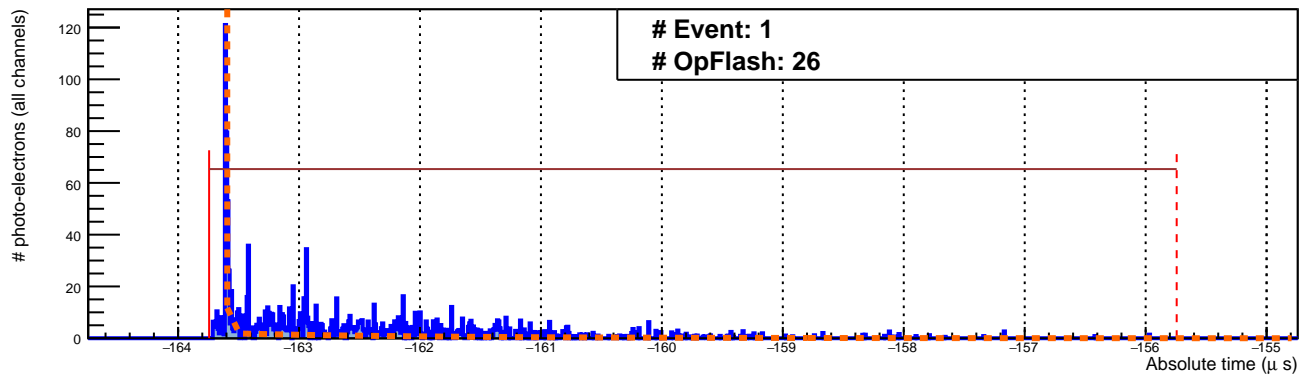 # Event: 1
# OpFlash: 26
# photo-electrons (all channels)
120
100
80
60
40
20
0
−164 −163 −162 −161 −160 −159 −158 −157 −156 −155
Absolute time (μ s)